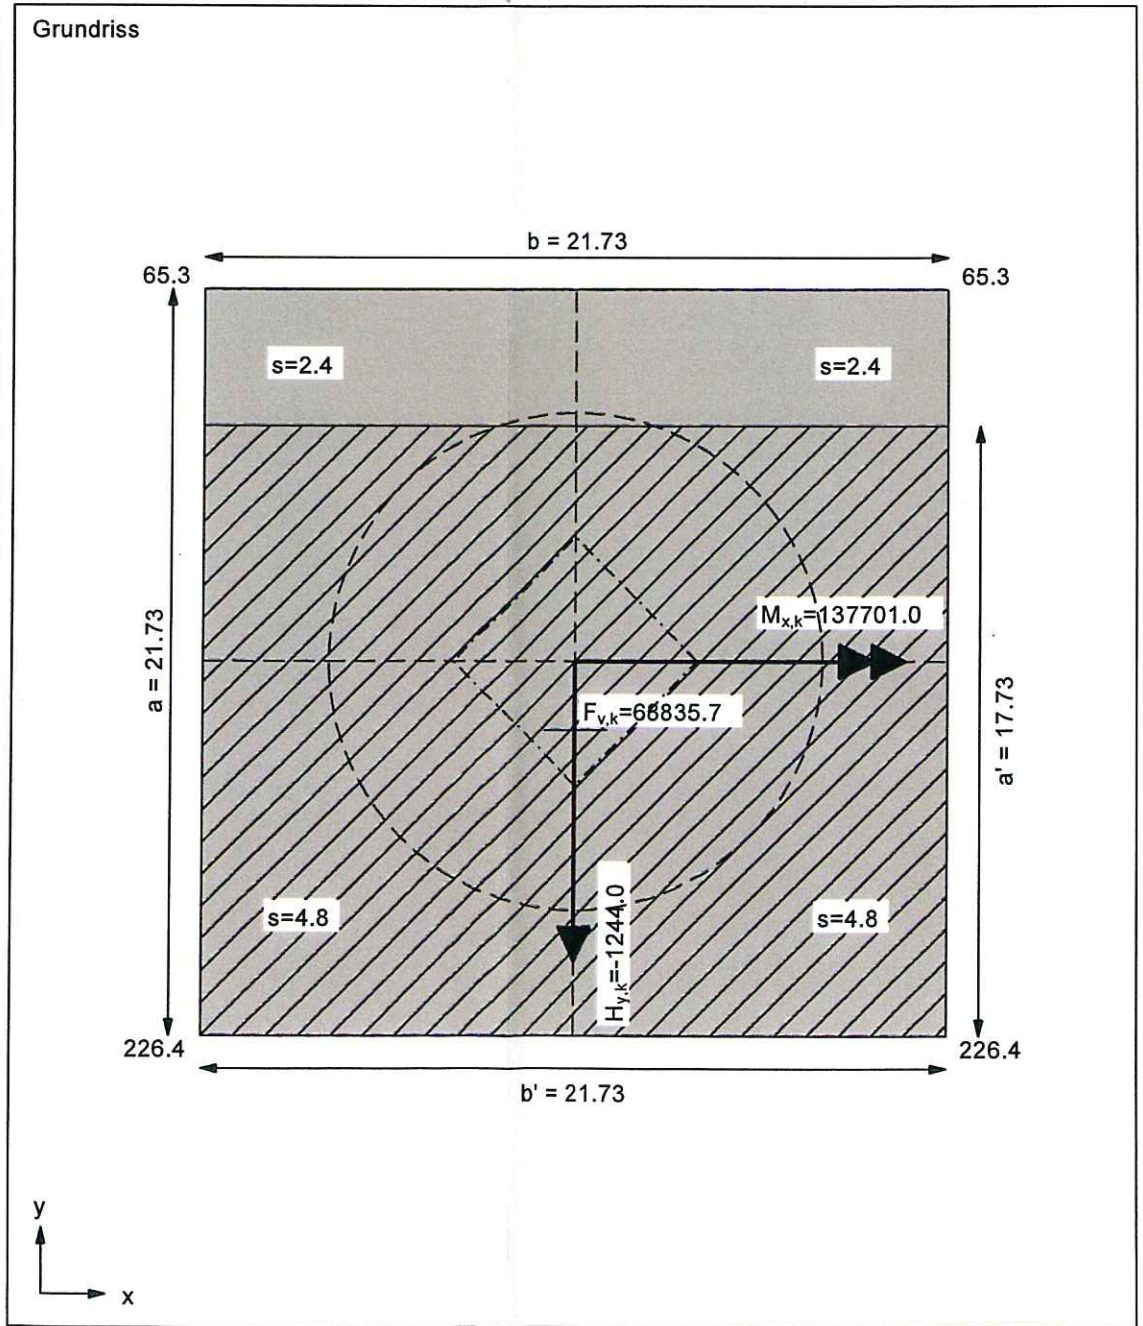 Grundriss
b = 21.73
65.3
65.3
s=2.4
s=2.4
Mx,k=137701.0
a = 21.73
Fv,k=68835.7
a' = 17.73
s=4.8
s=4.8
Hy,k=-1244.0
226.4
226.4
b' = 21.73
y
x